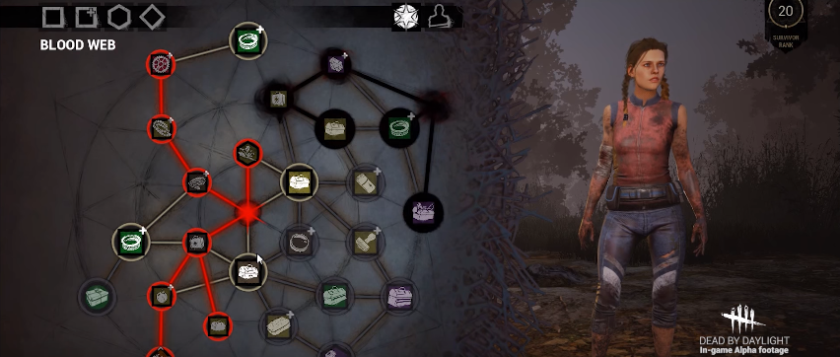 BLOOD WEB
20
SURVIVOR
RANK
DEAD BY DAYLIGHT
In-game Alpha footage